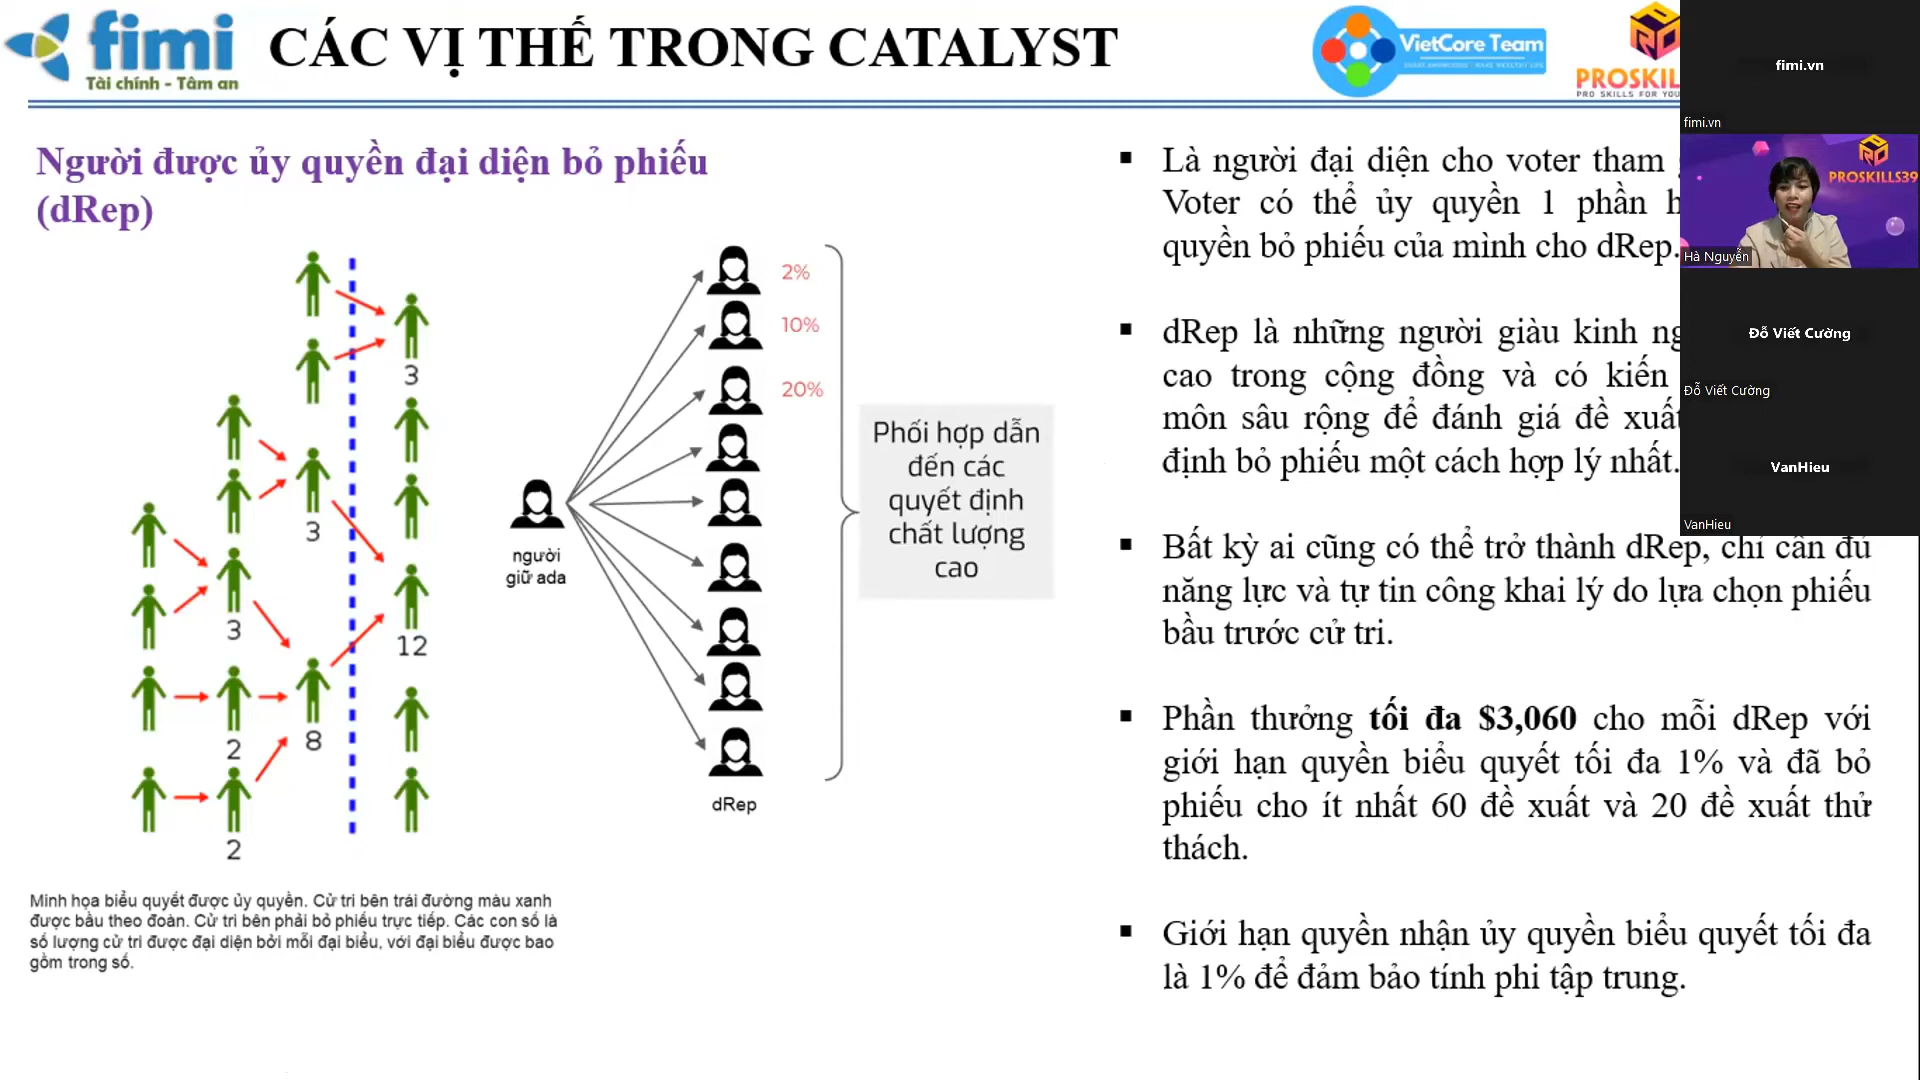 fimi
Tài chính - Tâm an
CÁC VỊ THẾ TRONG CATALYST
VietCore Team
PRO SKILLS FOR YOU
fimi.vn
fimi.vn
PROSKILLS39
Hà Nguyễn
Đỗ Viết Cường
Đỗ Viết Cường
VanHieu
VanHieu
Người được ủy quyền đại diện bỏ phiếu
(dRep)
3
3
3
12
2
8
2
Minh họa biểu quyết được ủy quyền. Cử tri bên trái đường màu xanh
được bầu theo đoàn. Cử tri bên phải bỏ phiếu trực tiếp. Các con số là
số lượng cử tri được đại diện bởi mỗi đại biểu, với đại biểu được bao
gồm trong số.
người
giữ ada
2%
10%
20%
dRep
Phối hợp dẫn
đến các
quyết định
chất lượng
cao
▪ Là người đại diện cho voter tham
Voter có thể ủy quyền 1 phần
quyền bỏ phiếu của mình cho dRep.
▪ dRep là những người giàu kinh
cao trong cộng đồng và có kiến
môn sâu rộng để đánh giá đề xuất
định bỏ phiếu một cách hợp lý nhất.
▪ Bất kỳ ai cũng có thể trở thành dRep, chỉ cần đủ
năng lực và tự tin công khai lý do lựa chọn phiếu
bầu trước cử tri.
▪ Phần thưởng tối đa $3,060 cho mỗi dRep với
giới hạn quyền biểu quyết tối đa 1% và đã bỏ
phiếu cho ít nhất 60 đề xuất và 20 đề xuất thử
thách.
▪ Giới hạn quyền nhận ủy quyền biểu quyết tối đa
là 1% để đảm bảo tính phi tập trung.